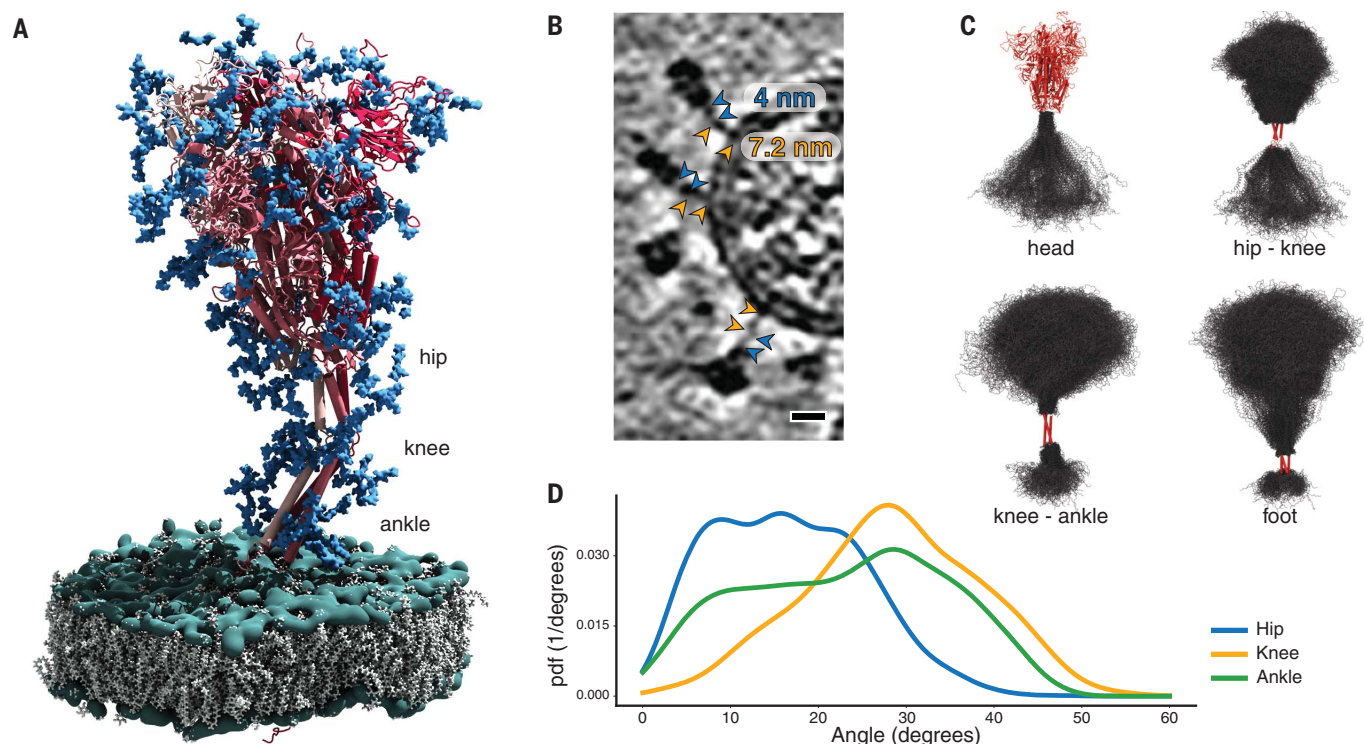 A
hip
knee
ankle
B
4 nm
7.2 nm
C
head
hip - knee
knee - ankle
foot
D
pdf (1/degrees)
0.030
0.015
0.000
0
10
20
30
40
50
60
Angle (degrees)
Hip
Knee
Ankle